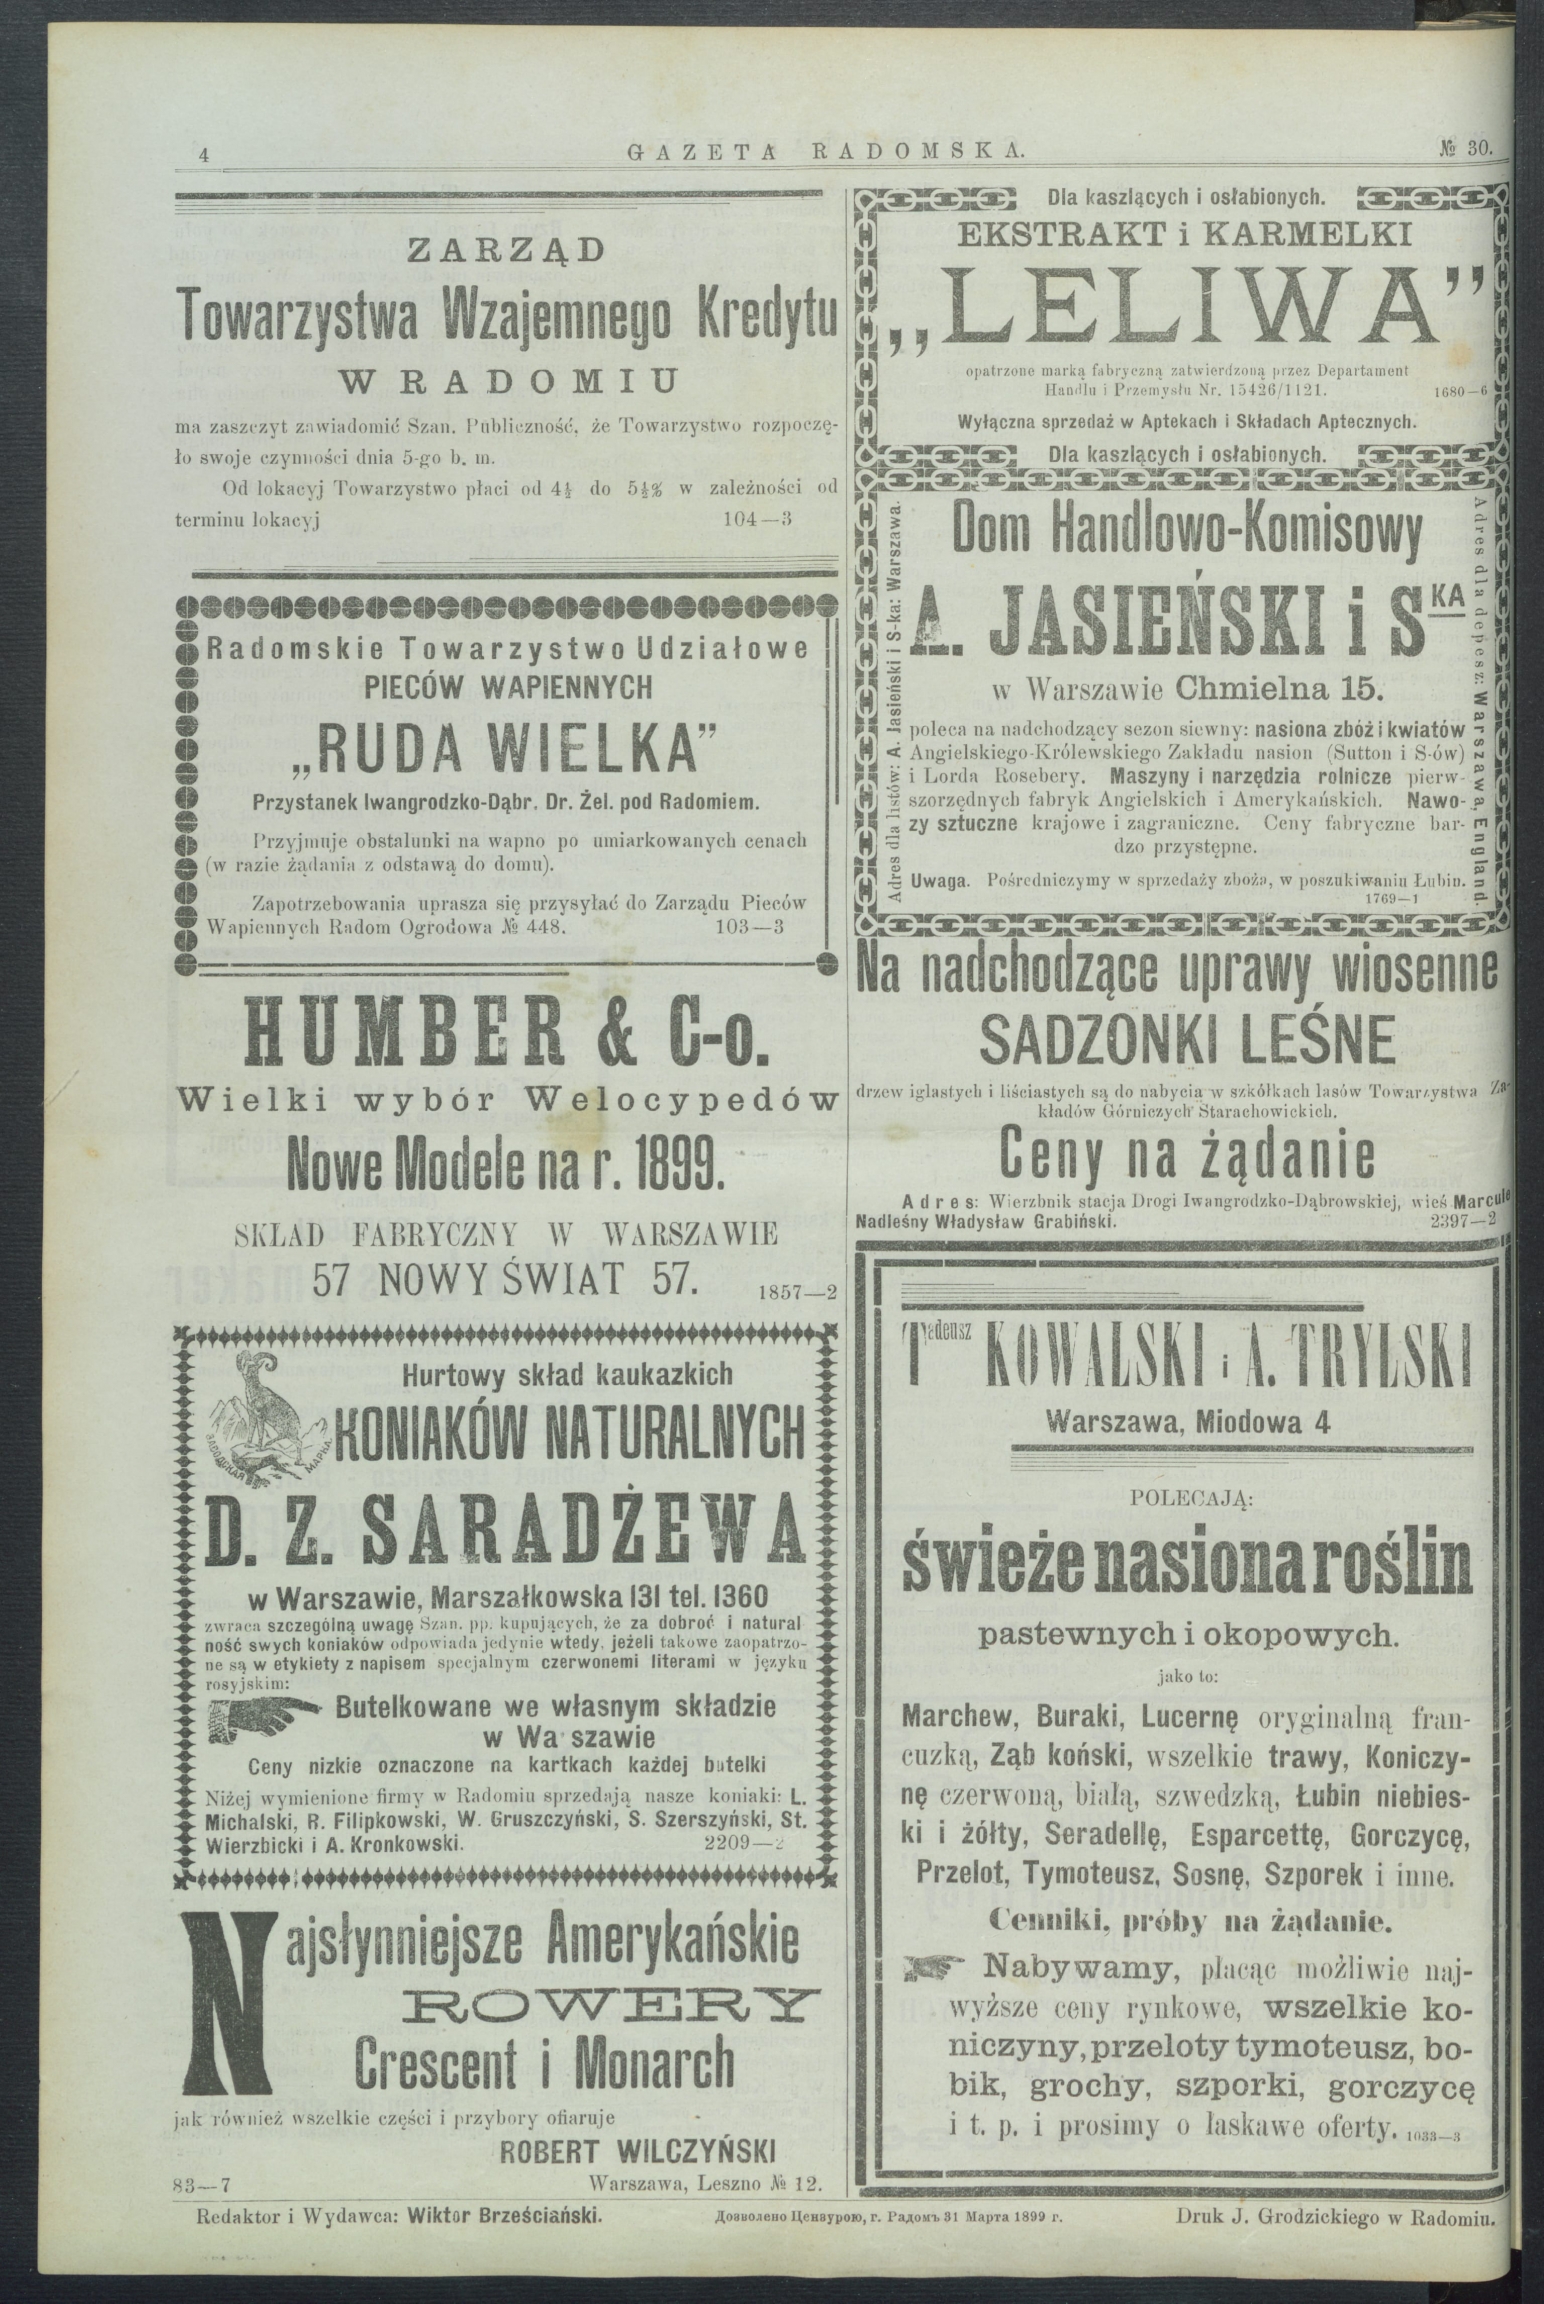 4
GAZETA RADOMSKA.
№ 30.
ZARZĄD
Towarzystwa Wzajemnego Kredytu
W RADOMIU
ma zaszczyt zawiadomić Szan. Publiczność, że Towarzystwo rozpoczę-
ło swoje czynności dnia 5-go b. m.
Od lokacyj Towarzystwo płaci od 4½ do 5½% w zależności od
terminu lokacyj 104—3
Radomskie Towarzystwo Udziałowe
PIECÓW WAPIENNYCH
„RUDA WIELKA”
Przystanek Iwangrodzko-Dąbr. Dr. Żel. pod Radomiem.
Przyjmuje obstalunki na wapno po umiarkowanych cenach
(w razie żądania z odstawą do domu).
Zapotrzebowania uprasza się przysyłać do Zarządu Pieców
Wapiennych Radom Ogrodowa № 448. 103—3
HUMBER & C-o.
Wielki wybór Welocypedów
Nowe Modele na r. 1899.
SKŁAD FABRYCZNY W WARSZAWIE
57 NOWY ŚWIAT 57. 1857—2
Hurtowy skład kaukazkich
KONIAKÓW NATURALNYCH
ЗАВОДСКАЯ МАРКА.
D. Z. SARADŻEWA
w Warszawie, Marszałkowska 131 tel. 1360
zwraca szczególną uwagę Szan. pp. kupujących, że za dobroć i natural
ność swych koniaków odpowiada jedynie wtedy, jeżeli takowe zaopatrzo-
ne są w etykiety z napisem specjalnym czerwonemi literami w języku
rosyjskim:
Butelkowane we własnym składzie
w Wa szawie
Ceny nizkie oznaczone na kartkach każdej butelki
Niżej wymienione firmy w Radomiu sprzedają nasze koniaki: L.
Michalski, R. Filipkowski, W. Gruszczyński, S. Szerszyński, St.
Wierzbicki i A. Kronkowski. 2209—2
Najsłynniejsze Amerykańskie
ROWERY
Crescent i Monarch
jak również wszelkie części i przybory ofiaruje
ROBERT WILCZYŃSKI
83—7 Warszawa, Leszno № 12.
Dla kaszlących i osłabionych.
EKSTRAKT i KARMELKI
„LELIWA”
opatrzone marką fabryczną zatwierdzoną przez Departament
Handlu i Przemysłu Nr. 15426/1121. 1680—6
Wyłączna sprzedaż w Aptekach i Składach Aptecznych.
Dla kaszlących i osłabionych.
Adres dla listów: A. Jasieński i S-ka: Warszawa.
Dom Handlowo-Komisowy
A. JASIEŃSKI i SKA
w Warszawie Chmielna 15.
poleca na nadchodzący sezon siewny: nasiona zbóż i kwiatów
Angielskiego-Królewskiego Zakładu nasion (Sutton i S-ów)
i Lorda Rosebery. Maszyny i narzędzia rolnicze pierw-
szorzędnych fabryk Angielskich i Amerykańskich. Nawo-
zy sztuczne krajowe i zagraniczne. Ceny fabryczne bar-
dzo przystępne.
Uwaga. Pośredniczymy w sprzedaży zboża, w poszukiwaniu Łubin.
1769—1
Adres dla depesz: Warszawa, England.
Na nadchodzące uprawy wiosenne
SADZONKI LEŚNE
drzew iglastych i liściastych są do nabycia w szkółkach lasów Towarzystwa Za-
kładów Górniczych Starachowickich.
Ceny na żądanie
Adres: Wierzbnik stacja Drogi Iwangrodzko-Dąbrowskiej, wieś Marcule
Nadleśny Władysław Grabiński. 2397—2
Tadeusz KOWALSKI i A. TRYLSKI
Warszawa, Miodowa 4
POLECAJĄ:
świeże nasiona roślin
pastewnych i okopowych.
jako to:
Marchew, Buraki, Lucernę oryginalną fran-
cuzką, Ząb koński, wszelkie trawy, Koniczy-
nę czerwoną, białą, szwedzką, Łubin niebies-
ki i żółty, Seradellę, Esparcettę, Gorczycę,
Przelot, Tymoteusz, Sosnę, Szporek i inne.
Cenniki, próby na żądanie.
Nabywamy, płacąc możliwie naj-
wyższe ceny rynkowe, wszelkie ko-
niczyny, przeloty tymoteusz, bo-
bik, grochy, szporki, gorczycę
i t. p. i prosimy o łaskawe oferty. 1033—3
Redaktor i Wydawca: Wiktor Brześciański.
Дозволено Цензурою, г. Радомъ 31 Марта 1899 г.
Druk J. Grodzickiego w Radomiu.